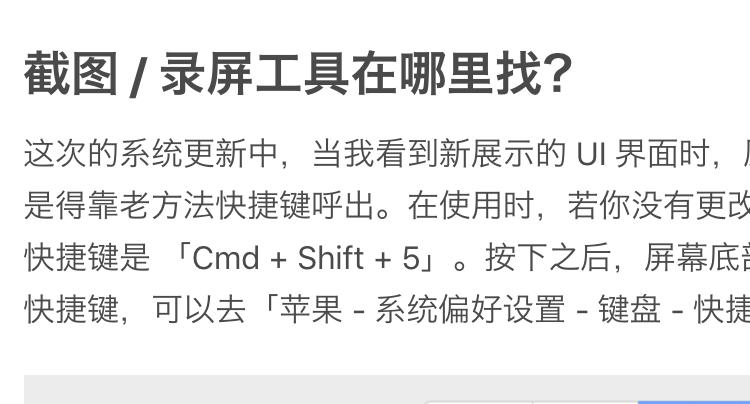 截图 / 录屏工具在哪里找?
这次的系统更新中，当我看到新展示的 UI 界面时，
是得靠老方法快捷键呼出。在使用时，若你没有更改
快捷键是 「Cmd + Shift + 5」。按下之后，屏幕底部
快捷键，可以去「苹果 - 系统偏好设置 - 键盘 - 快捷